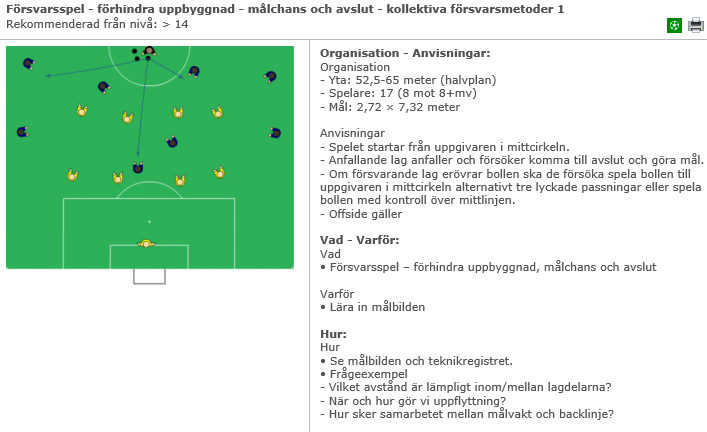 Försvarsspel - förhindra uppbyggnad - målchans och avslut - kollektiva försvarsmetoder 1
Rekommenderad från nivå: > 14
Organisation - Anvisningar:
Organisation
- Yta: 52,5-65 meter (halvplan)
- Spelare: 17 (8 mot 8+mv)
- Mål: 2,72 × 7,32 meter
Anvisningar
- Spelet startar från uppgivaren i mittcirkeln.
- Anfallande lag anfaller och försöker komma till avslut och göra mål.
- Om försvarande lag erövrar bollen ska de försöka spela bollen till
uppgivaren i mittcirkeln alternativt tre lyckade passningar eller spela
bollen med kontroll över mittlinjen.
- Offside gäller
Vad - Varför:
Vad
• Försvarsspel – förhindra uppbyggnad, målchans och avslut
Varför
• Lära in målbilden
Hur:
Hur
• Se målbilden och teknikregistret.
• Frågeexempel
- Vilket avstånd är lämpligt inom/mellan lagdelarna?
- När och hur gör vi uppflyttning?
- Hur sker samarbetet mellan målvakt och backlinje?